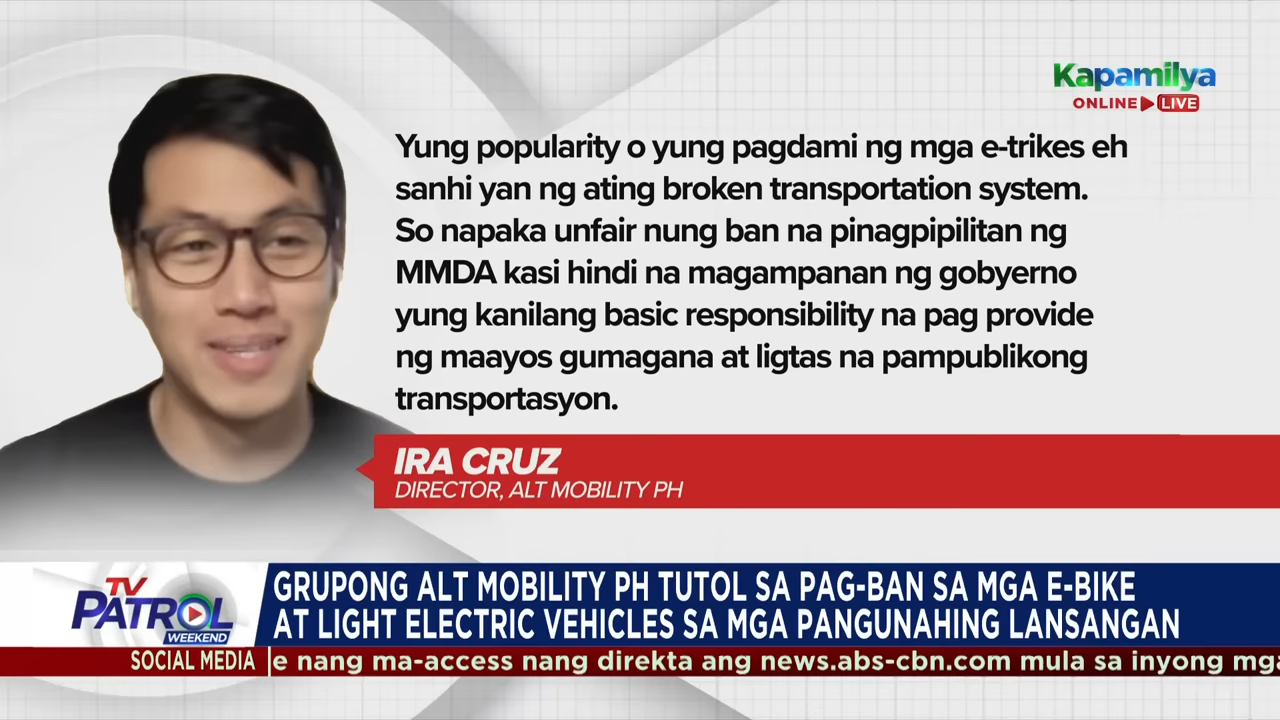 Kapamilya
ONLINE LIVE
Yung popularity o yung pagdami ng mga e-trikes eh
sanhi yan ng ating broken transportation system.
So napaka unfair nung ban na pinagpipilitan ng
MMDA kasi hindi na magampanan ng gobyerno
yung kanilang basic responsibility na pag provide
ng maayos gumagana at ligtas na pampublikong
transportasyon.
IRA CRUZ
DIRECTOR, ALT MOBILITY PH
TV PATROL WEEKEND
GRUPONG ALT MOBILITY PH TUTOL SA PAG-BAN SA MGA E-BIKE
AT LIGHT ELECTRIC VEHICLES SA MGA PANGUNAHING LANSANGAN
SOCIAL MEDIA e nang ma-access nang direkta ang news.abs-cbn.com mula sa inyong mga